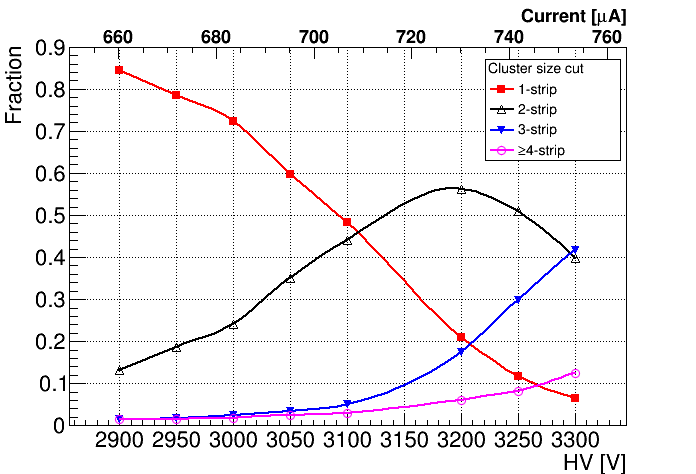 Current [μA]
660 680 700 720 740 760
Fraction
0.9
0.8
0.7
0.6
0.5
0.4
0.3
0.2
0.1
0
Cluster size cut
1-strip
2-strip
3-strip
≥4-strip
2900 2950 3000 3050 3100 3150 3200 3250 3300
HV [V]